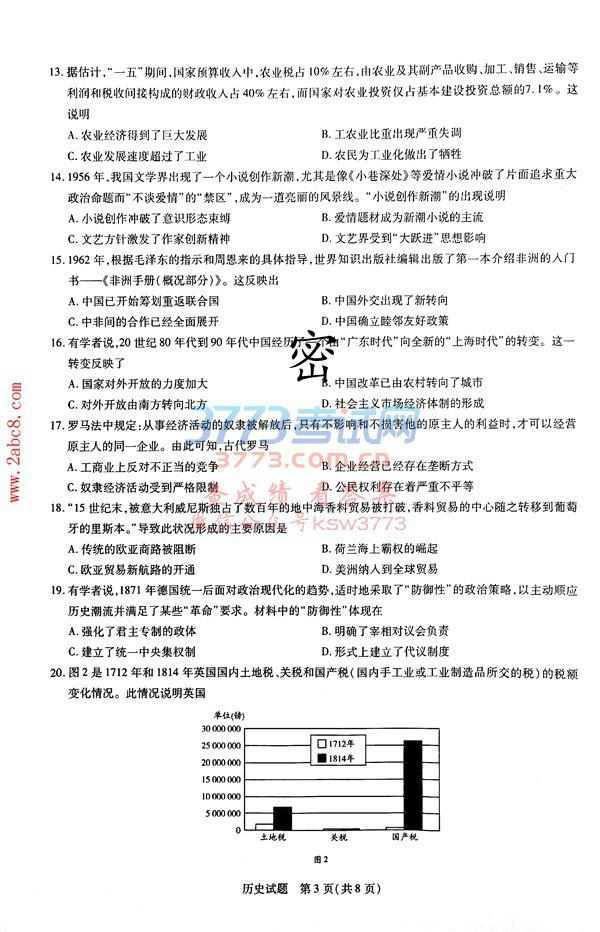 13. 据估计，“一五”期间，国家预算收入中，农业税占10%左右，由农业及其副产品收购、加工、销售、运输等
利润和税收间接构成的财政收入占40%左右，而国家对农业投资仅占基本建设投资总额的7.1%。这
说明
A. 农业经济得到了巨大发展 B. 工农业比重出现严重失调
C. 农业发展速度超过了工业 D. 农民为工业化做出了牺牲
14. 1956年，我国文学界出现了一个小说创作新潮，尤其是像《小巷深处》等爱情小说冲破了片面追求重大
政治命题而“不谈爱情”的“禁区”，成为一道亮丽的风景线。“小说创作新潮”的出现说明
A. 小说创作冲破了意识形态束缚 B. 爱情题材成为新潮小说的主流
C. 文艺方针激发了作家创新精神 D. 文艺界受到“大跃进”思想影响
15. 1962年，根据毛泽东的指示和周恩来的具体指导，世界知识出版社编辑出版了第一本介绍非洲的入门
书——《非洲手册(概况部分)》。这反映出
A. 中国已开始筹划重返联合国 B. 中国外交出现了新转向
C. 中非间的合作已经全面展开 D. 中国确立睦邻友好政策
16. 有学者说，20世纪80年代到90年代中国经历了一个由“广东时代”向全新的“上海时代”的转变。这一
转变反映了
A. 国家对外开放的力度加大 B. 中国改革已由农村转向了城市
C. 对外开放由南方转向北方 D. 社会主义市场经济体制的形成
密
17. 罗马法中规定：从事经济活动的奴隶被解放后，只有不影响和不损害他的原主人的利益时，才可以经营
原主人的同一企业。由此可知，古代罗马
A. 工商业上反对不正当的竞争 B. 企业经营已经存在垄断方式
C. 奴隶经济活动受到严格限制 D. 公民权利存在着严重不平等
18. “15世纪末，被意大利威尼斯独占了数百年的地中海香料贸易被打破，香料贸易的中心随之转移到葡萄
牙的里斯本。”导致此状况形成的主要原因是
A. 传统的欧亚商路被阻断 B. 荷兰海上霸权的崛起
C. 欧亚贸易新航路的开通 D. 美洲纳入到全球贸易
19. 有学者说，1871年德国统一后面对政治现代化的趋势，适时地采取了“防御性”的政治策略，以主动顺应
历史潮流并满足了某些“革命”要求。材料中的“防御性”体现在
A. 强化了君主专制的政体 B. 明确了宰相对议会负责
C. 建立了统一中央集权制 D. 形式上建立了代议制度
20. 图2是1712年和1814年英国国内土地税、关税和国产税(国内手工业或工业制造品所交的税)的税额
变化情况。此情况说明英国
单位(镑)
30 000 000
25 000 000
20 000 000
15 000 000
10 000 000
5 000 000
0
1712年
1814年
土地税 关税 国产税
图2
历史试题 第3页(共8页)
www.2abc8.com
3773考试网
3773.com.cn
查成绩 看答案
微信公众号ksw3773